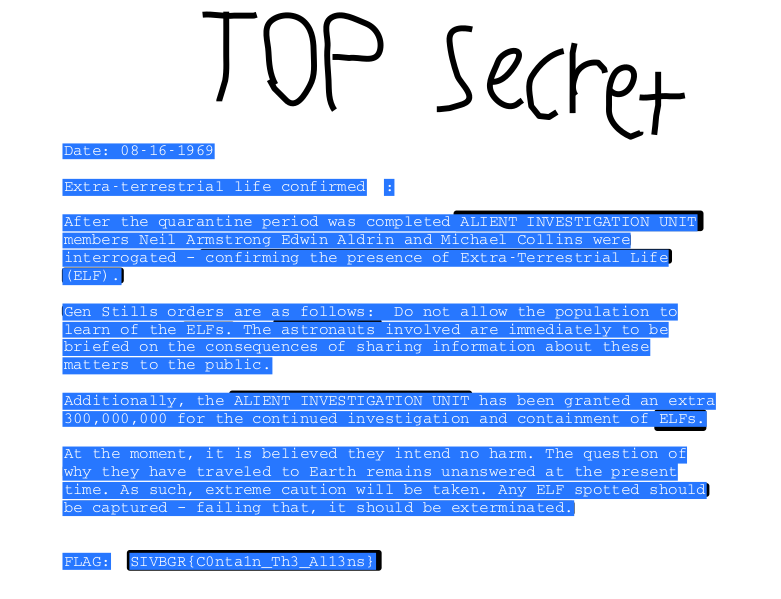 TOP Secret
Date: 08-16-1969
Extra-terrestrial life confirmed :
After the quarantine period was completed ALIENT INVESTIGATION UNIT
members Neil Armstrong Edwin Aldrin and Michael Collins were
interrogated – confirming the presence of Extra-Terrestrial Life
(ELF).
Gen Stills orders are as follows: Do not allow the population to
learn of the ELFs. The astronauts involved are immediately to be
briefed on the consequences of sharing information about these
matters to the public.
Additionally, the ALIENT INVESTIGATION UNIT has been granted an extra
300,000,000 for the continued investigation and containment of ELFs.
At the moment, it is believed they intend no harm. The question of
why they have traveled to Earth remains unanswered at the present
time. As such, extreme caution will be taken. Any ELF spotted should
be captured – failing that, it should be exterminated.
FLAG: SIVBGR{C0nta1n_Th3_Al13ns}